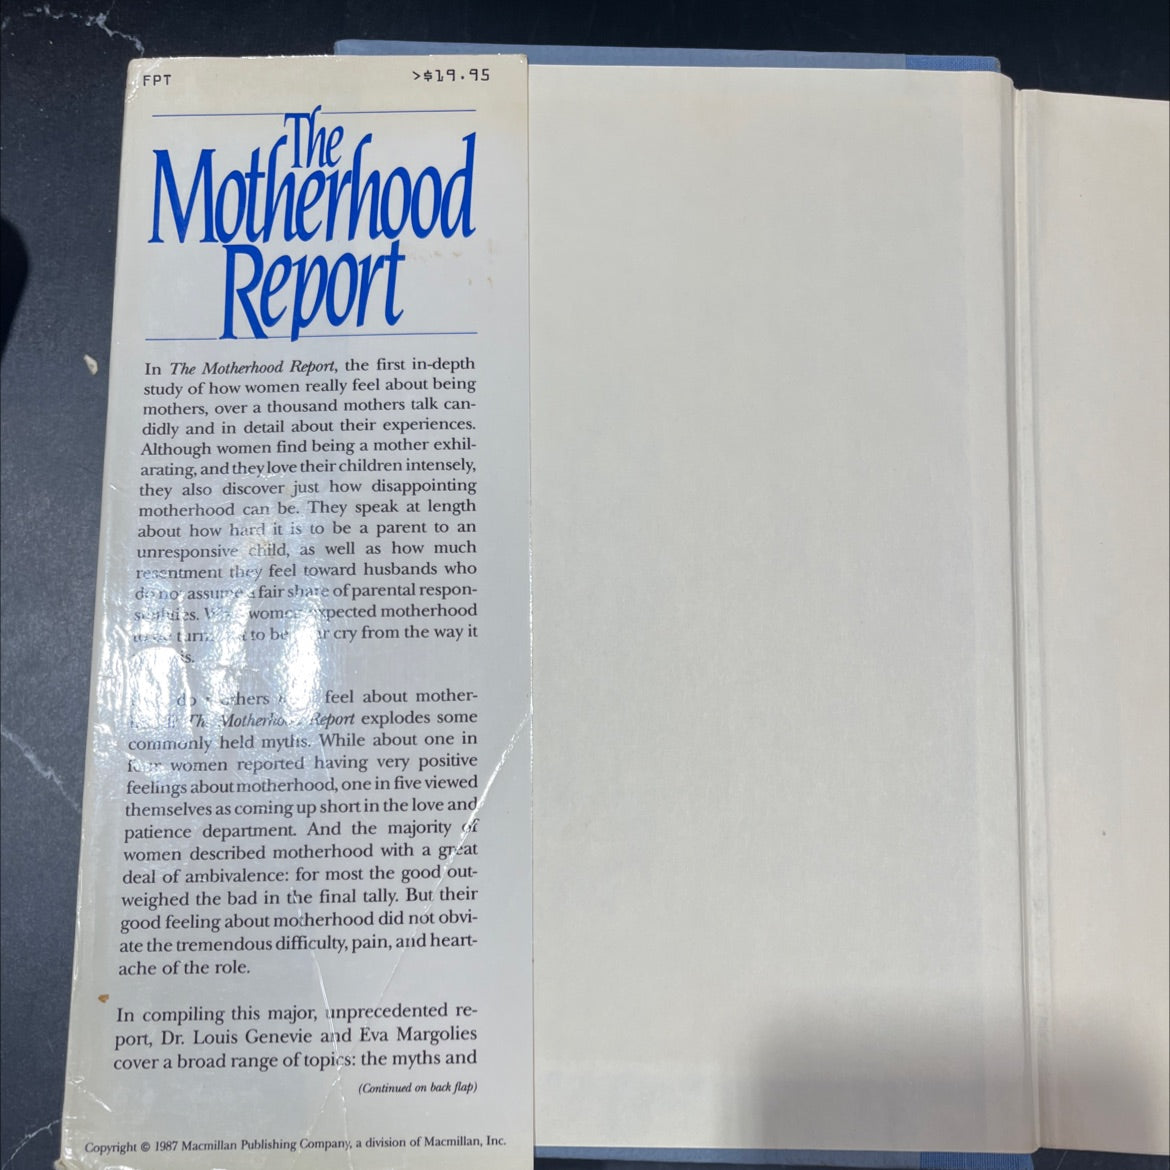 FPT >$19.95
The
Motherhood
Report
In The Motherhood Report, the first in-depth
study of how women really feel about being
mothers, over a thousand mothers talk can-
didly and in detail about their experiences.
Although women find being a mother exhil-
arating, and they love their children intensely,
they also discover just how disappointing
motherhood can be. They speak at length
about how hard it is to be a parent to an
unresponsive child, as well as how much
resentment they feel toward husbands who
do not assume a fair share of parental respon-
women expected motherhood
to be cry from the way it
is.
do mothers feel about mother-
The Motherhood Report explodes some
commonly held myths. While about one in
four women reported having very positive
feelings about motherhood, one in five viewed
themselves as coming up short in the love and
patience department. And the majority of
women described motherhood with a great
deal of ambivalence: for most the good out-
weighed the bad in the final tally. But their
good feeling about motherhood did not obvi-
ate the tremendous difficulty, pain, and heart-
ache of the role.
In compiling this major, unprecedented re-
port, Dr. Louis Genevie and Eva Margolies
cover a broad range of topics: the myths and
(Continued on back flap)
Copyright © 1987 Macmillan Publishing Company, a division of Macmillan, Inc.